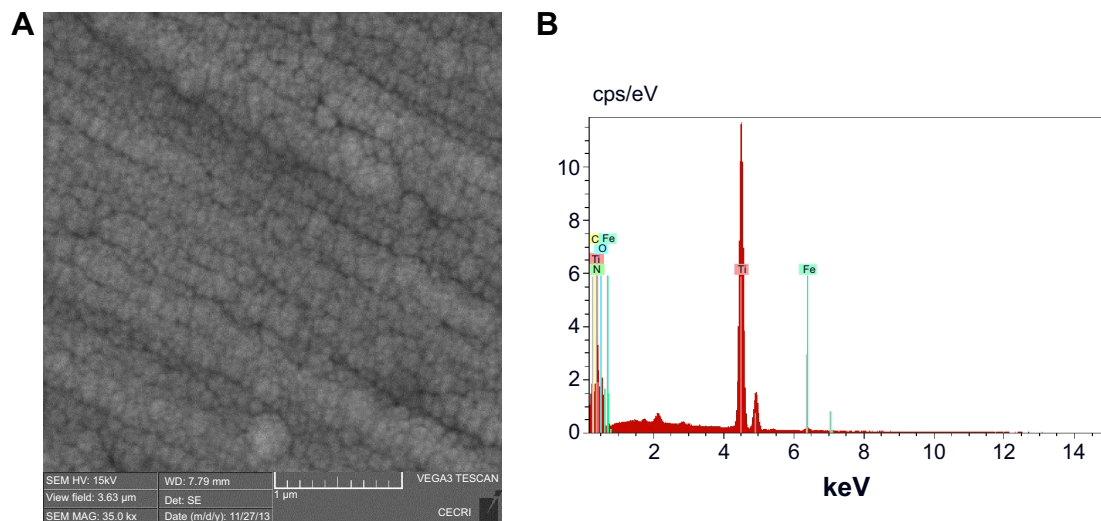 A
B
SEM HV: 15kV
WD: 7.79 mm
VEGA3 TESCAN
View field: 3.63 µm
Det: SE
1 µm
SEM MAG: 35.0 kx
Date (m/d/y): 11/27/13
CECRI
cps/eV
10
8
6
4
2
0
C
Fe
O
Ti
N
Ti
Fe
2
4
6
8
10
12
14
keV